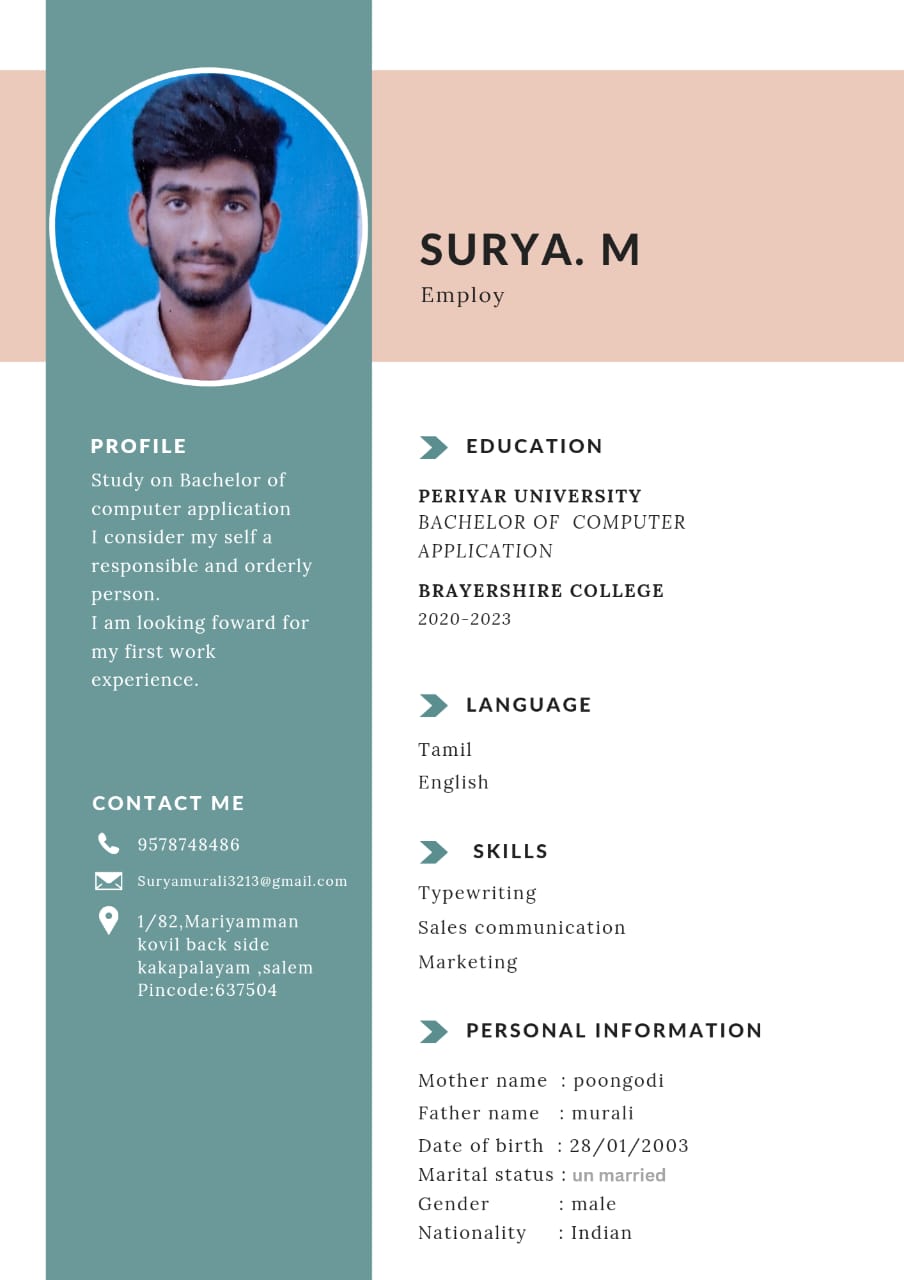 SURYA. M
Employ
PROFILE
Study on Bachelor of
computer application
I consider my self a
responsible and orderly
person.
I am looking foward for
my first work
experience.
CONTACT ME
9578748486
Suryamurali3213@gmail.com
1/82,Mariyamman
kovil back side
kakapalayam ,salem
Pincode:637504
EDUCATION
PERIYAR UNIVERSITY
BACHELOR OF COMPUTER
APPLICATION
BRAYERSHIRE COLLEGE
2020-2023
LANGUAGE
Tamil
English
SKILLS
Typewriting
Sales communication
Marketing
PERSONAL INFORMATION
Mother name : poongodi
Father name : murali
Date of birth : 28/01/2003
Marital status : un married
Gender : male
Nationality : Indian